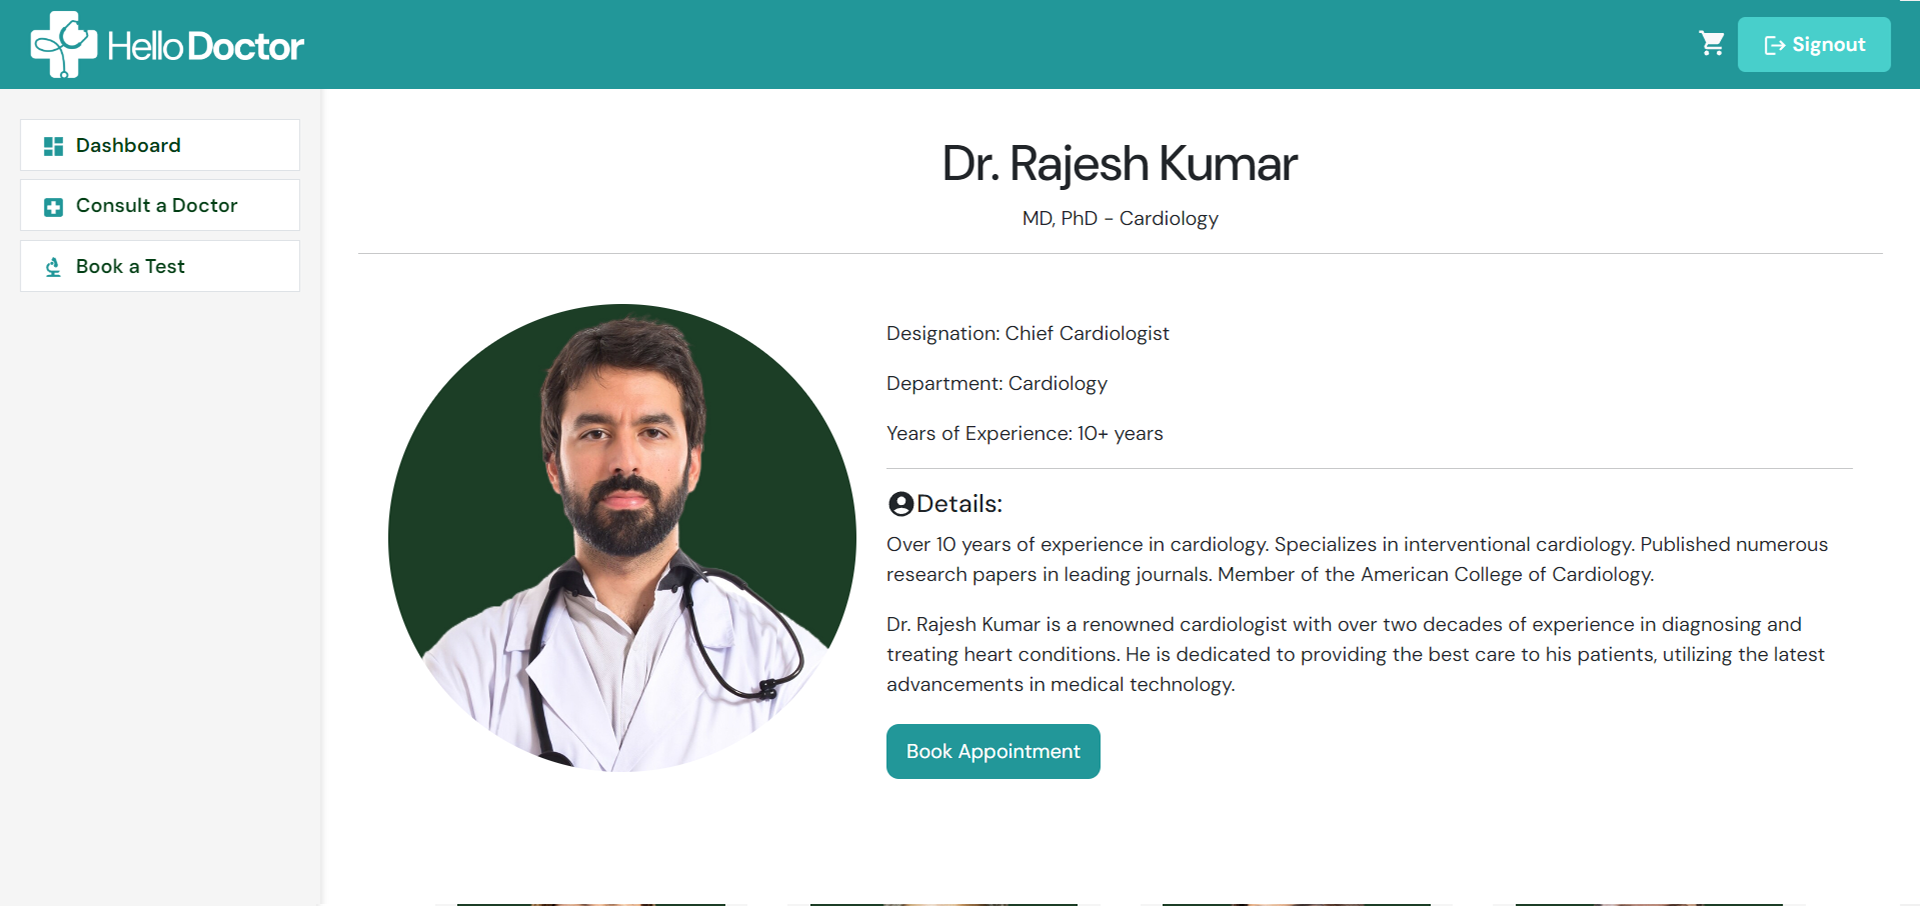 Hello Doctor
Signout
Dashboard
Consult a Doctor
Book a Test
Dr. Rajesh Kumar
MD, PhD - Cardiology
Designation: Chief Cardiologist
Department: Cardiology
Years of Experience: 10+ years
Details:
Over 10 years of experience in cardiology. Specializes in interventional cardiology. Published numerous
research papers in leading journals. Member of the American College of Cardiology.
Dr. Rajesh Kumar is a renowned cardiologist with over two decades of experience in diagnosing and
treating heart conditions. He is dedicated to providing the best care to his patients, utilizing the latest
advancements in medical technology.
Book Appointment